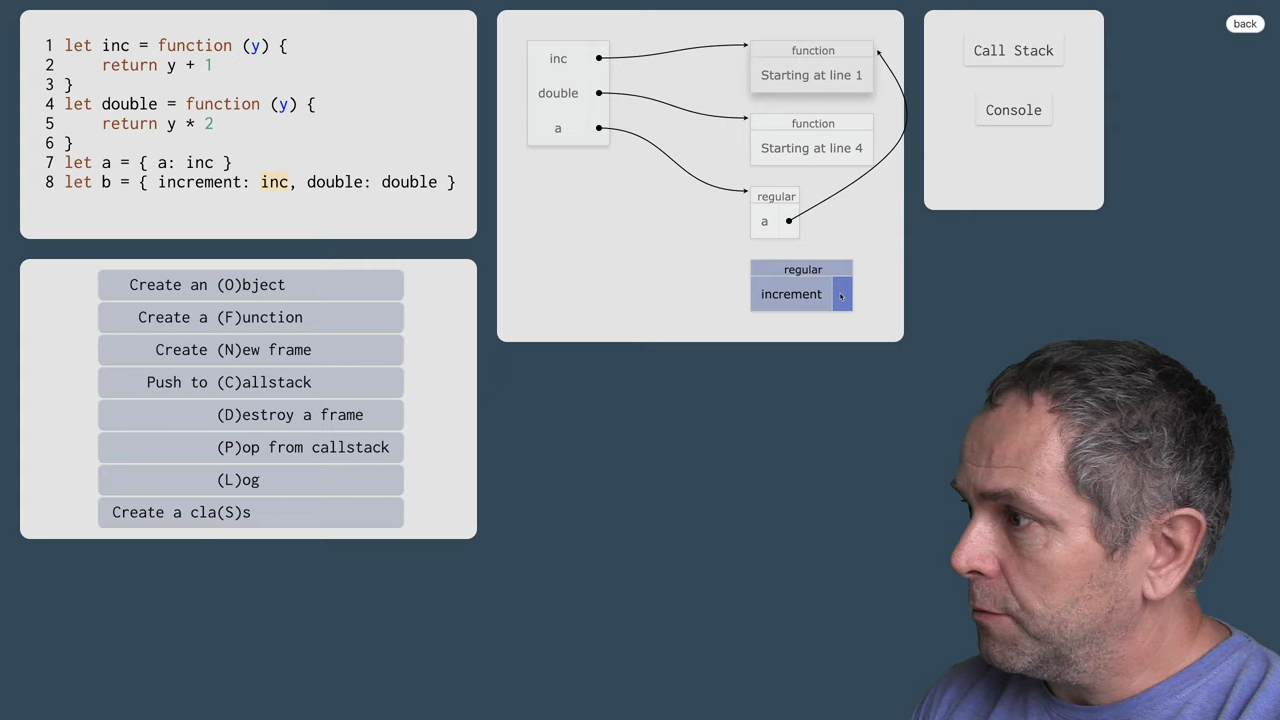 1 let inc = function (y) {
2 return y + 1
3 }
4 let double = function (y) {
5 return y * 2
6 }
7 let a = { a: inc }
8 let b = { increment: inc, double: double }
Create an (O)bject
Create a (F)unction
Create (N)ew frame
Push to (C)allstack
(D)estroy a frame
(P)op from callstack
(L)og
Create a cla(S)s
inc
double
a
function
Starting at line 1
function
Starting at line 4
regular
a
regular
increment
Call Stack
Console
back